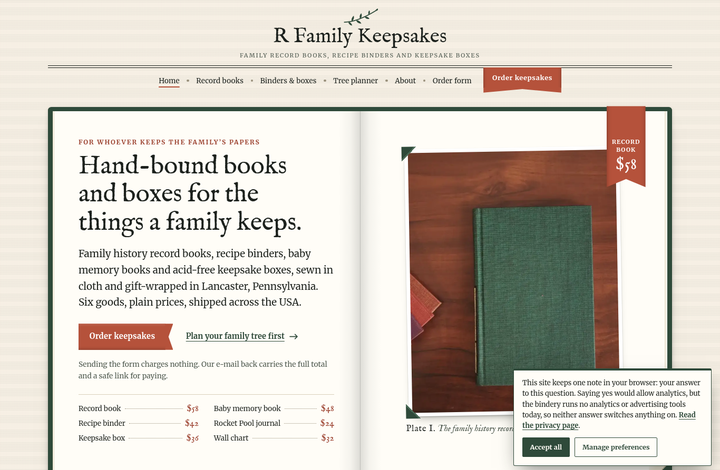 R Family Keepsakes
FAMILY RECORD BOOKS, RECIPE BINDERS AND KEEPSAKE BOXES
Home • Record books • Binders & boxes • Tree planner • About • Order form Order keepsakes
FOR WHOEVER KEEPS THE FAMILY'S PAPERS
Hand-bound books
and boxes for the
things a family keeps.
Family history record books, recipe binders, baby
memory books and acid-free keepsake boxes, sewn in
cloth and gift-wrapped in Lancaster, Pennsylvania.
Six goods, plain prices, shipped across the USA.
Order keepsakes Plan your family tree first →
Sending the form charges nothing. Our e-mail back carries the full total
and a safe link for paying.
Record book $58 Baby memory book $48
Recipe binder $42 Rocket Pool journal $24
Keepsake box $36 Wall chart $32
RECORD
BOOK
$58
Plate I. The family history record
This site keeps one note in your browser: your answer
to this question. Saying yes would allow analytics, but
the bindery runs no analytics or advertising tools
today, so neither answer switches anything on. Read
the privacy page.
Accept all Manage preferences